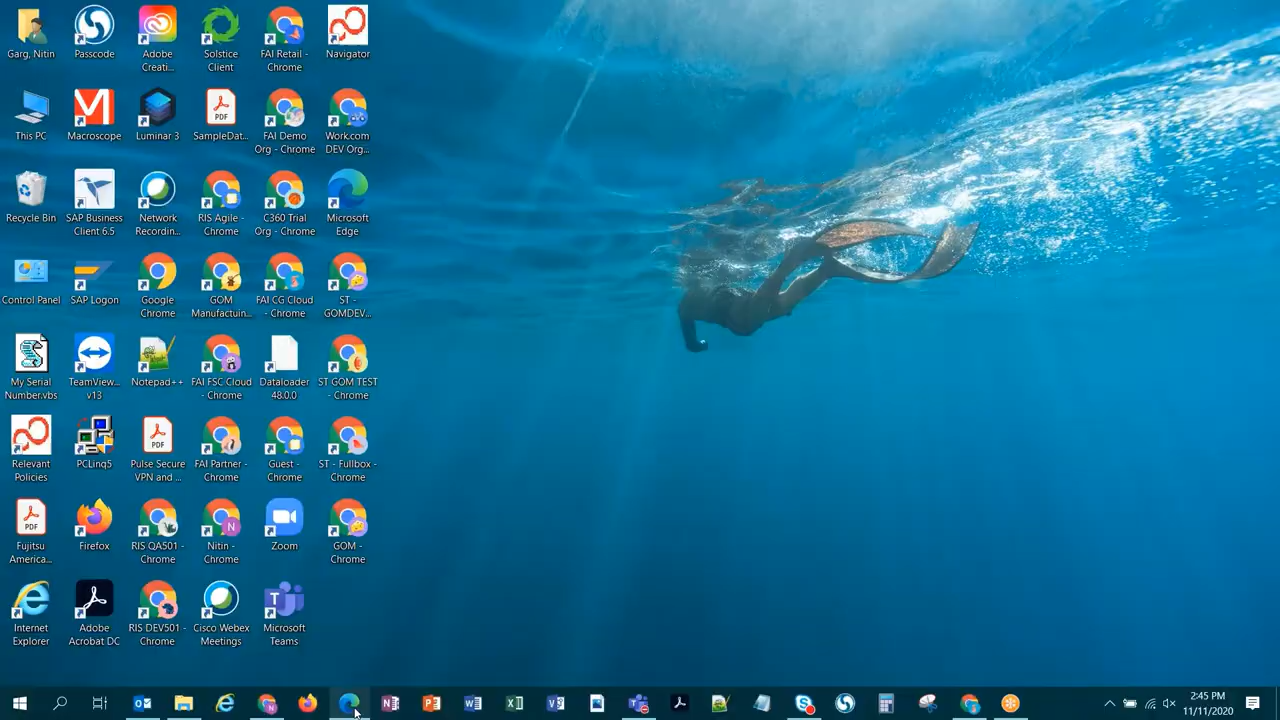 Garg, Nitin
Passcode
Adobe
Creati...
Solstice
Client
FAI Retail -
Chrome
Navigator
This PC
Macroscope
Luminar 3
PDF
SampleDat...
FAI Demo
Org - Chrome
Work.com
DEV Org...
Recycle Bin
SAP Business
Client 6.5
Network
Recordin...
RIS Agile -
Chrome
C360 Trial
Org - Chrome
Microsoft
Edge
Control Panel
SAP Logon
Google
Chrome
GOM
Manufacturin...
FAI CG Cloud
- Chrome
ST -
GOMDEV...
My Serial
Number.vbs
TeamView...
v13
Notepad++
FAI FSC Cloud
- Chrome
Dataloader
48.0.0
ST GOM TEST
- Chrome
Relevant
Policies
PCLinq5
PDF
Pulse Secure
VPN and ...
FAI Partner -
Chrome
Guest -
Chrome
ST - Fullbox -
Chrome
PDF
Fujitsu
America...
Firefox
RIS QA501 -
Chrome
N
Nitin -
Chrome
Zoom
GOM -
Chrome
Internet
Explorer
Adobe
Acrobat DC
RIS DEV501 -
Chrome
Cisco Webex
Meetings
T
Microsoft
Teams
2:45 PM
11/11/2020